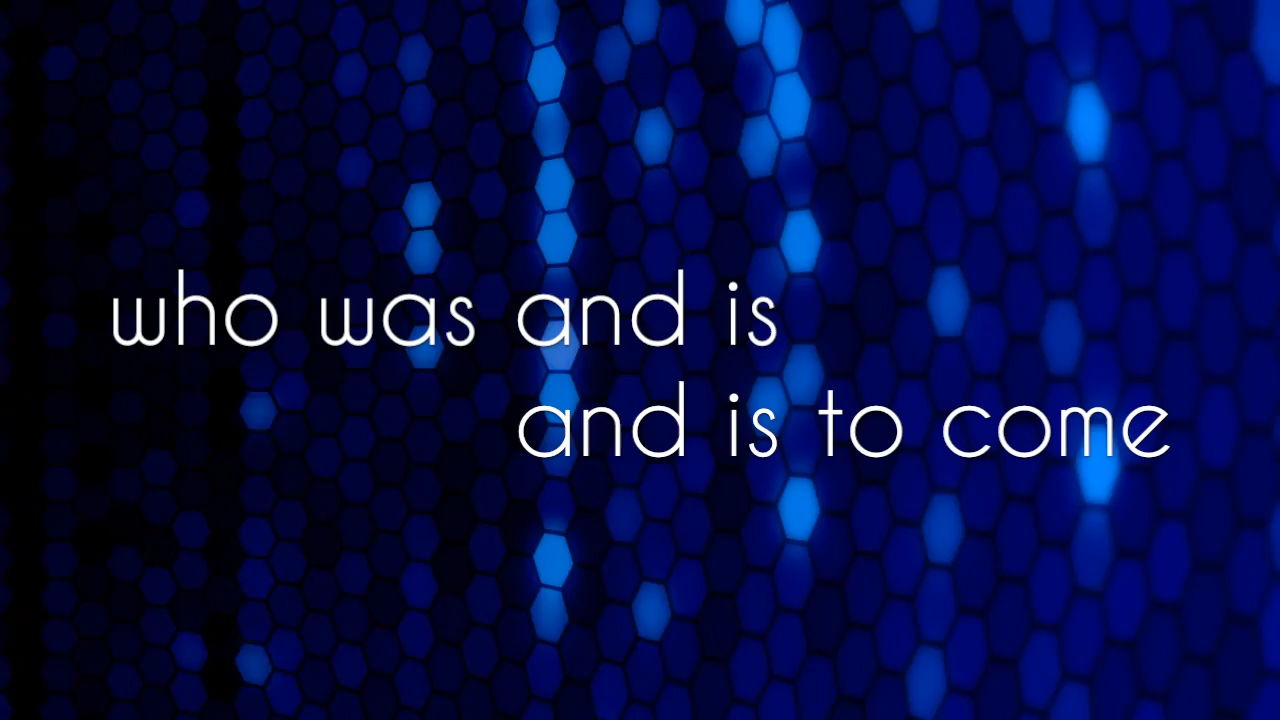 who was and is
and is to come